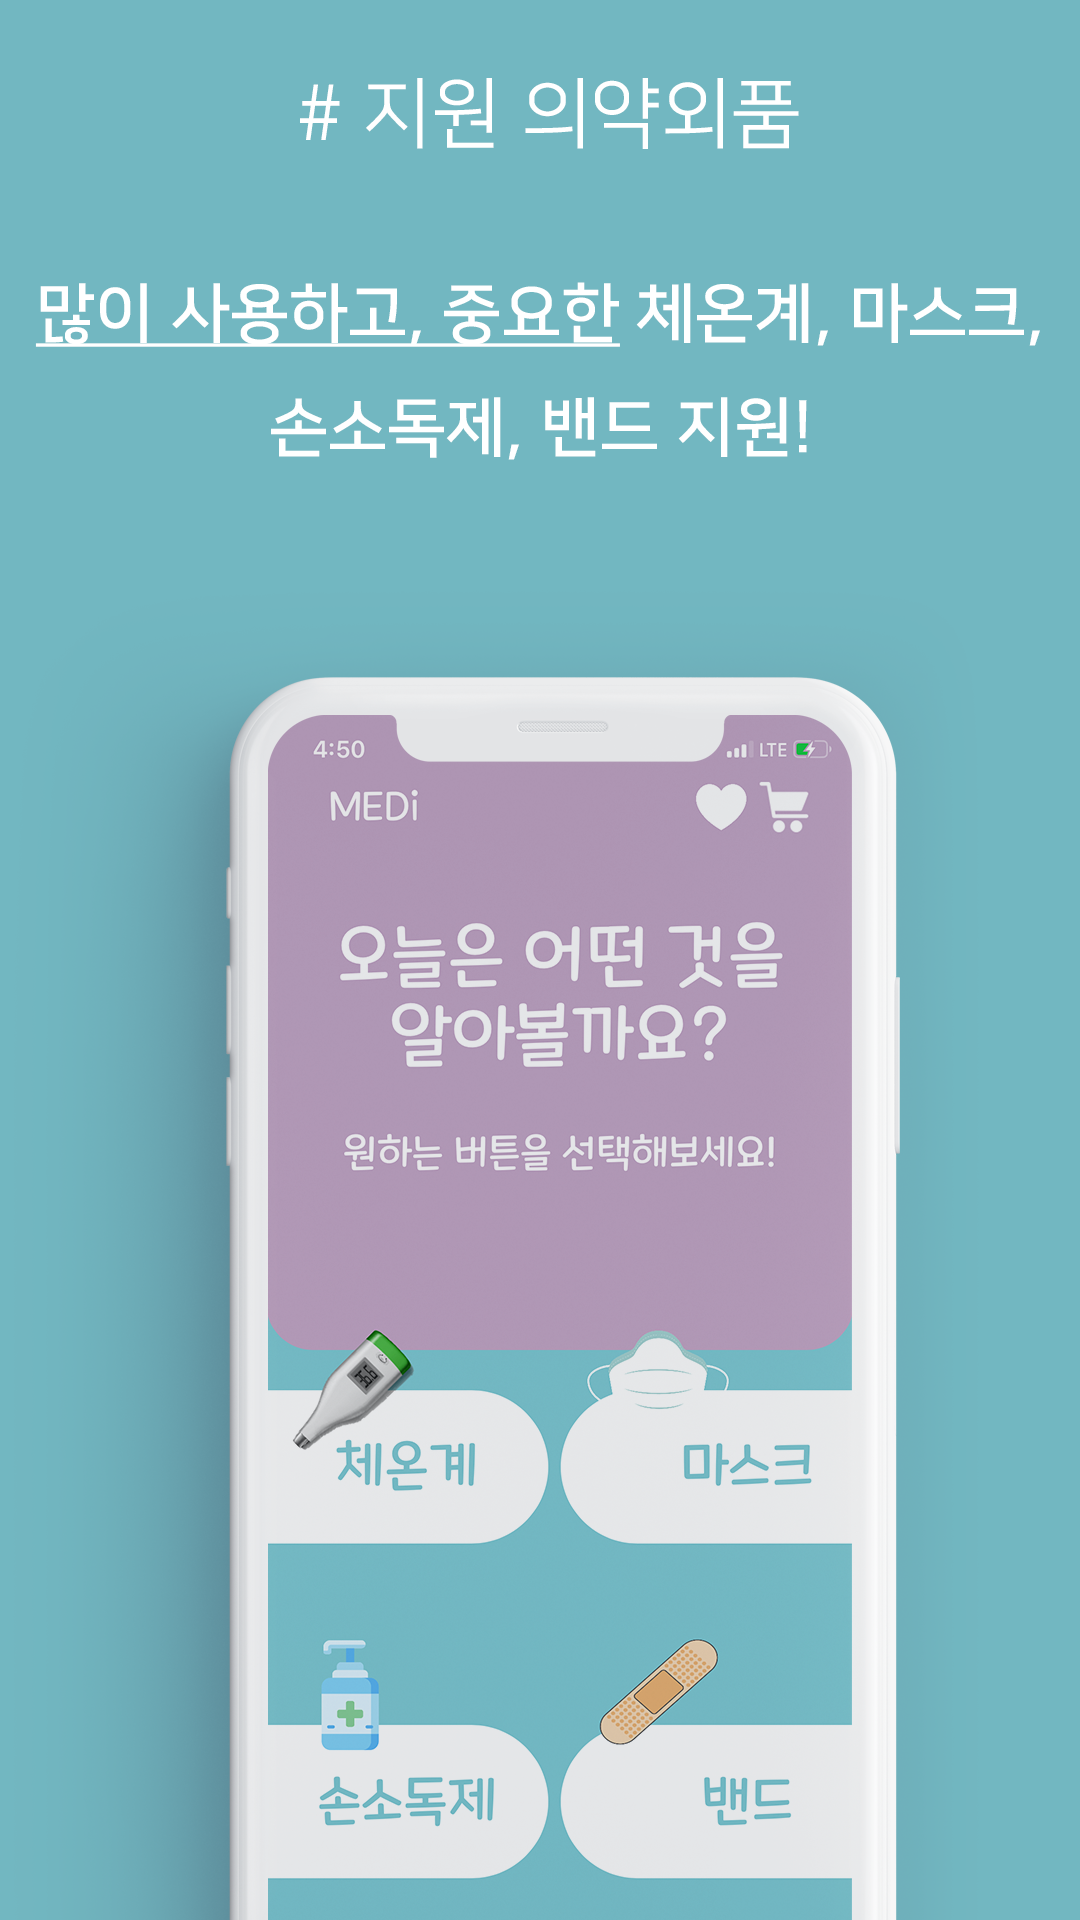 # 지원 의약외품
많이 사용하고, 중요한 체온계, 마스크,
손소독제, 밴드 지원!
4:50 LTE
MEDi
오늘은 어떤 것을
알아볼까요?
원하는 버튼을 선택해보세요!
체온계 마스크
손소독제 밴드